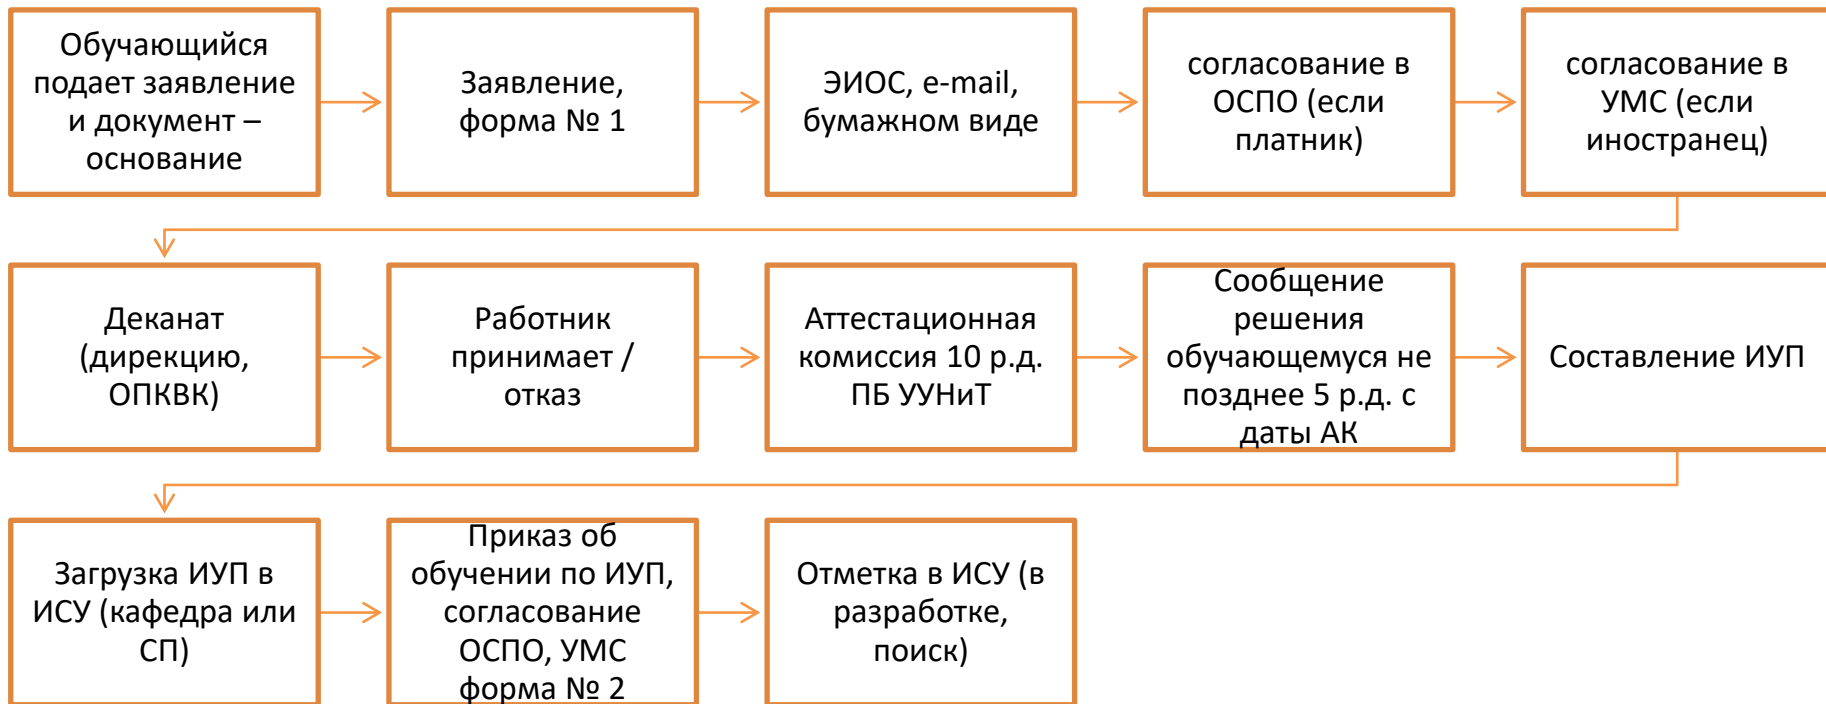 Обучающийся
подает заявление
и документ –
основание
Заявление,
форма № 1
ЭИОС, e-mail,
бумажном виде
согласование в
ОСПО (если
платник)
согласование в
УМС (если
иностранец)
Деканат
(дирекцию,
ОПКВК)
Работник
принимает /
отказ
Аттестационная
комиссия 10 р.д.
ПБ УУНиТ
Сообщение
решения
обучающемуся не
позднее 5 р.д. с
даты АК
Составление ИУП
Загрузка ИУП в
ИСУ (кафедра или
СП)
Приказ об
обучении по ИУП,
согласование
ОСПО, УМС
форма № 2
Отметка в ИСУ (в
разработке,
поиск)